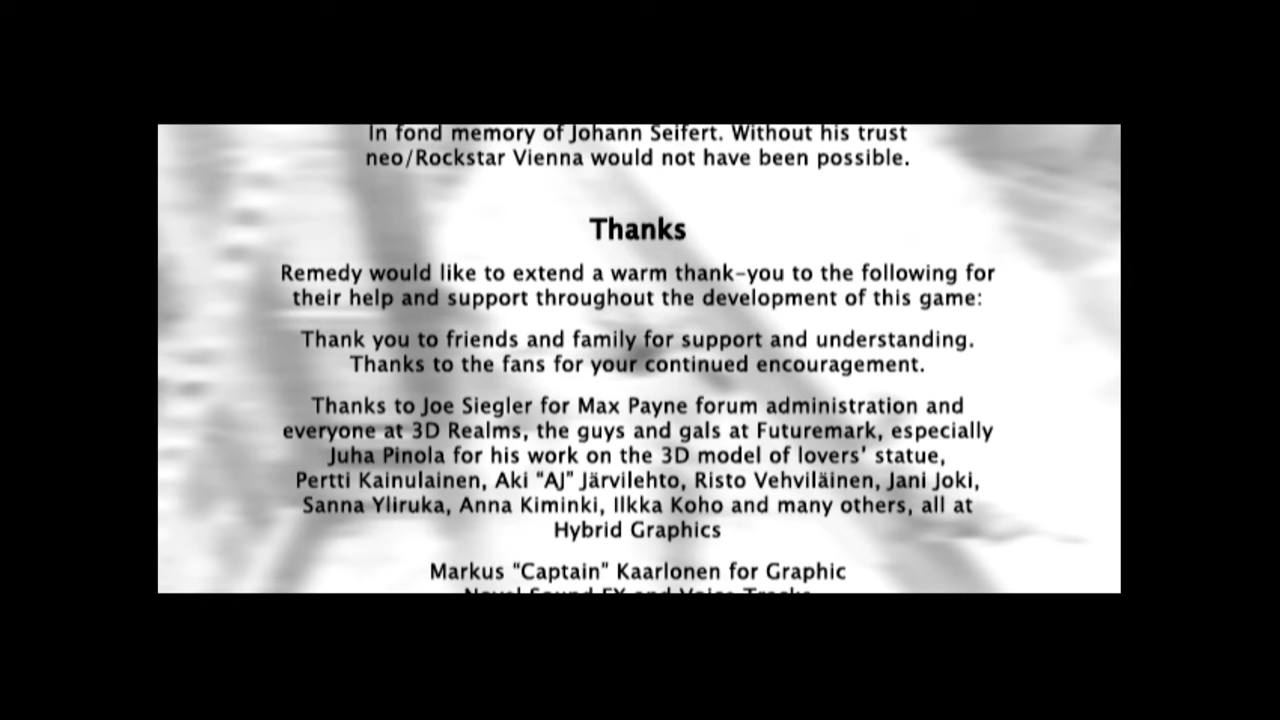 In fond memory of Johann Seifert. Without his trust
neo/Rockstar Vienna would not have been possible.
Thanks
Remedy would like to extend a warm thank-you to the following for
their help and support throughout the development of this game:
Thank you to friends and family for support and understanding.
Thanks to the fans for your continued encouragement.
Thanks to Joe Siegler for Max Payne forum administration and
everyone at 3D Realms, the guys and gals at Futuremark, especially
Juha Pinola for his work on the 3D model of lovers' statue,
Pertti Kainulainen, Aki “AJ” Järvilehto, Risto Vehviläinen, Jani Joki,
Sanna Yliruka, Anna Kiminki, Ilkka Koho and many others, all at
Hybrid Graphics
Markus “Captain” Kaarlonen for Graphic
Novel Sound FX and Voice Tracks